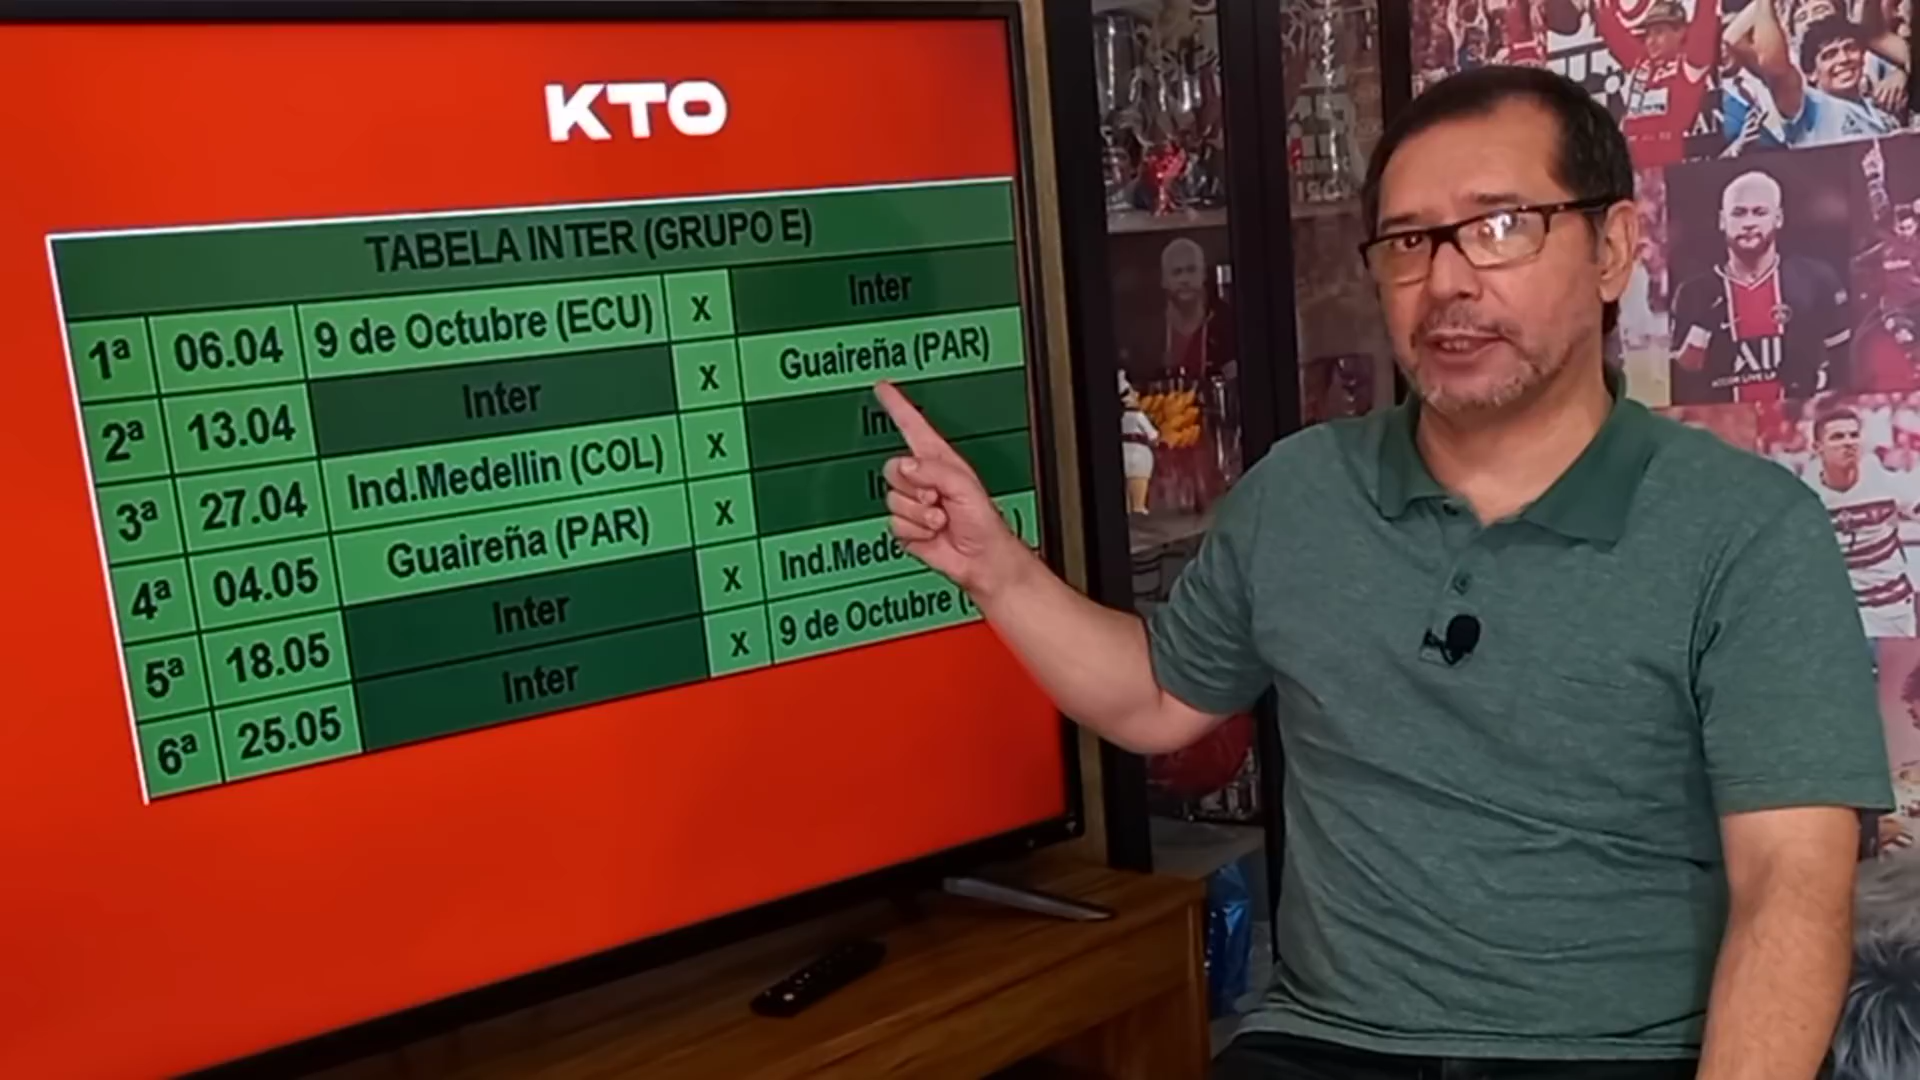 KTO
TABELA INTER (GRUPO E)
1ª 06.04 9 de Octubre (ECU) X Inter
2ª 13.04 Inter X Guaireña (PAR)
3ª 27.04 Ind.Medellin (COL) X
4ª 04.05 Guaireña (PAR) X
5ª 18.05 Inter X
6ª 25.05 Inter X 9 de Octubre